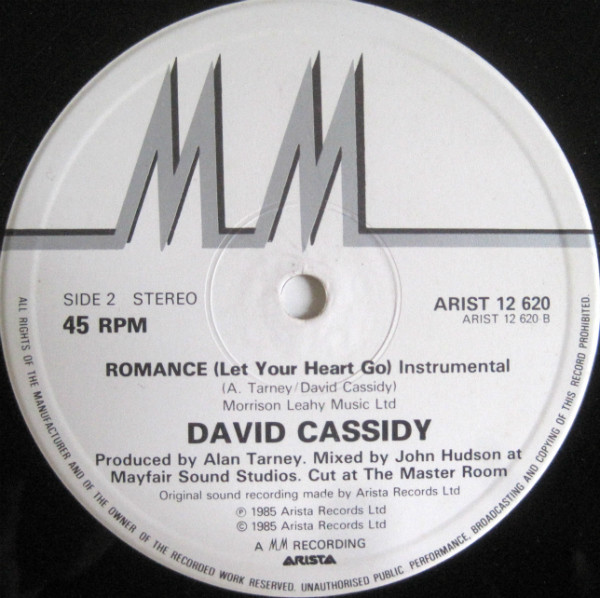 MM
SIDE 2 STEREO
45 RPM
ARIST 12 620
ARIST 12 620 B
ROMANCE (Let Your Heart Go) Instrumental
(A. Tarney/David Cassidy)
Morrison Leahy Music Ltd
DAVID CASSIDY
Produced by Alan Tarney. Mixed by John Hudson at
Mayfair Sound Studios. Cut at The Master Room
Original sound recording made by Arista Records Ltd
℗ 1985 Arista Records Ltd
© 1985 Arista Records Ltd
A MM RECORDING
ARISTA
ALL RIGHTS OF THE MANUFACTURER AND OF THE OWNER OF THE RECORDED WORK RESERVED. UNAUTHORISED PUBLIC PERFORMANCE, BROADCASTING AND COPYING OF THIS RECORD PROHIBITED.